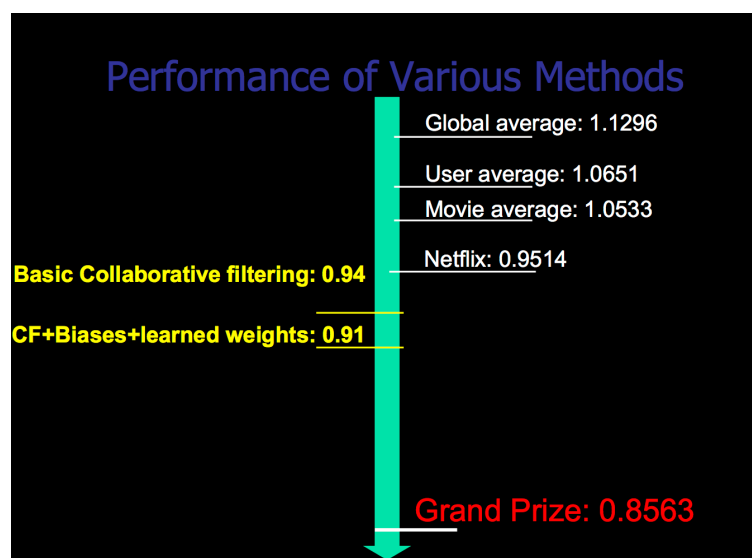 Performance of Various Methods
Global average: 1.1296
User average: 1.0651
Movie average: 1.0533
Netflix: 0.9514
Basic Collaborative filtering: 0.94
CF+Biases+learned weights: 0.91
Grand Prize: 0.8563